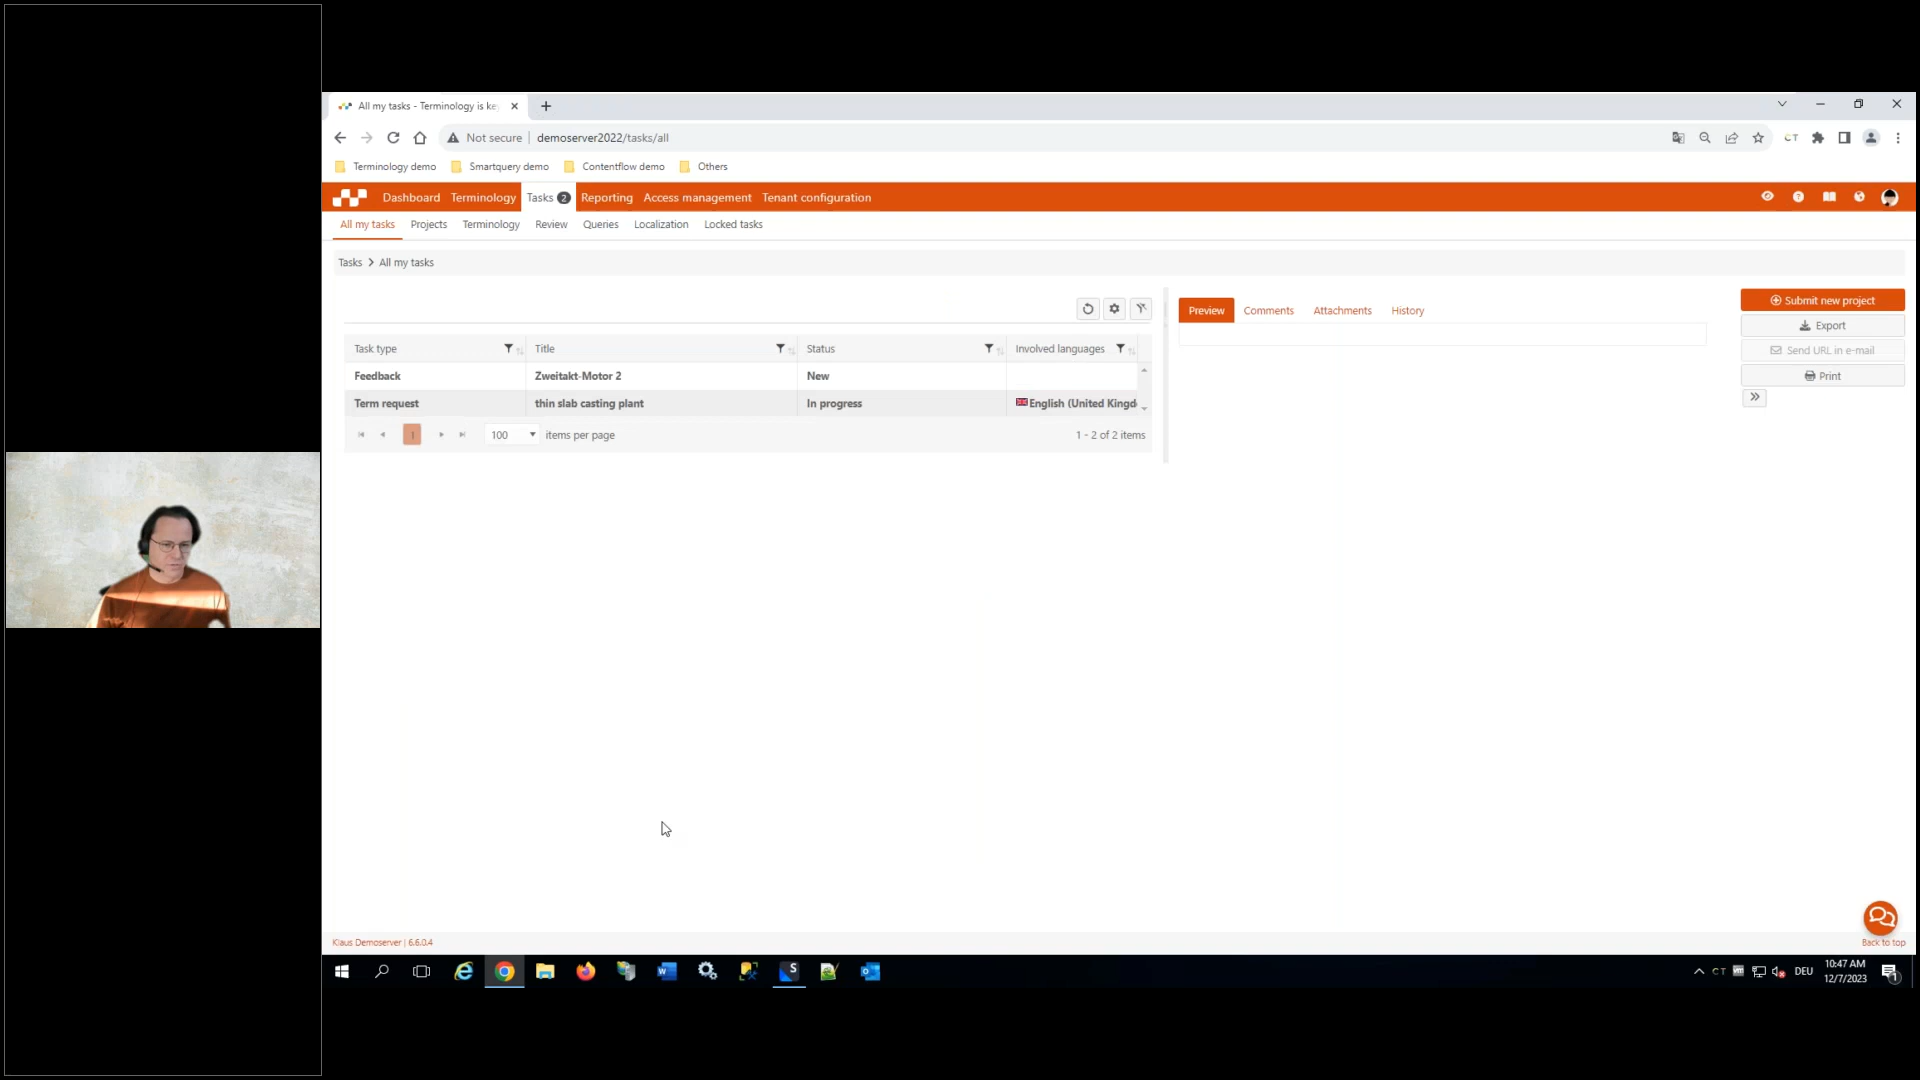 All my tasks - Terminology is ke
Not secure
demoserver2022/tasks/all
Terminology demo
Smartquery demo
Contentflow demo
Others
Dashboard
Terminology
Tasks 2
Reporting
Access management
Tenant configuration
All my tasks
Projects
Terminology
Review
Queries
Localization
Locked tasks
Tasks > All my tasks
Preview
Comments
Attachments
History
Submit new project
Export
Send URL in e-mail
Print
Task type
Title
Status
Involved languages
Feedback
Zweitakt-Motor 2
New
Term request
thin slab casting plant
In progress
English (United Kingd
1
100
items per page
1 - 2 of 2 items
Klaus Demoserver | 6.6.0.4
Back to top
CT
DEU
10:47 AM
12/7/2023
1